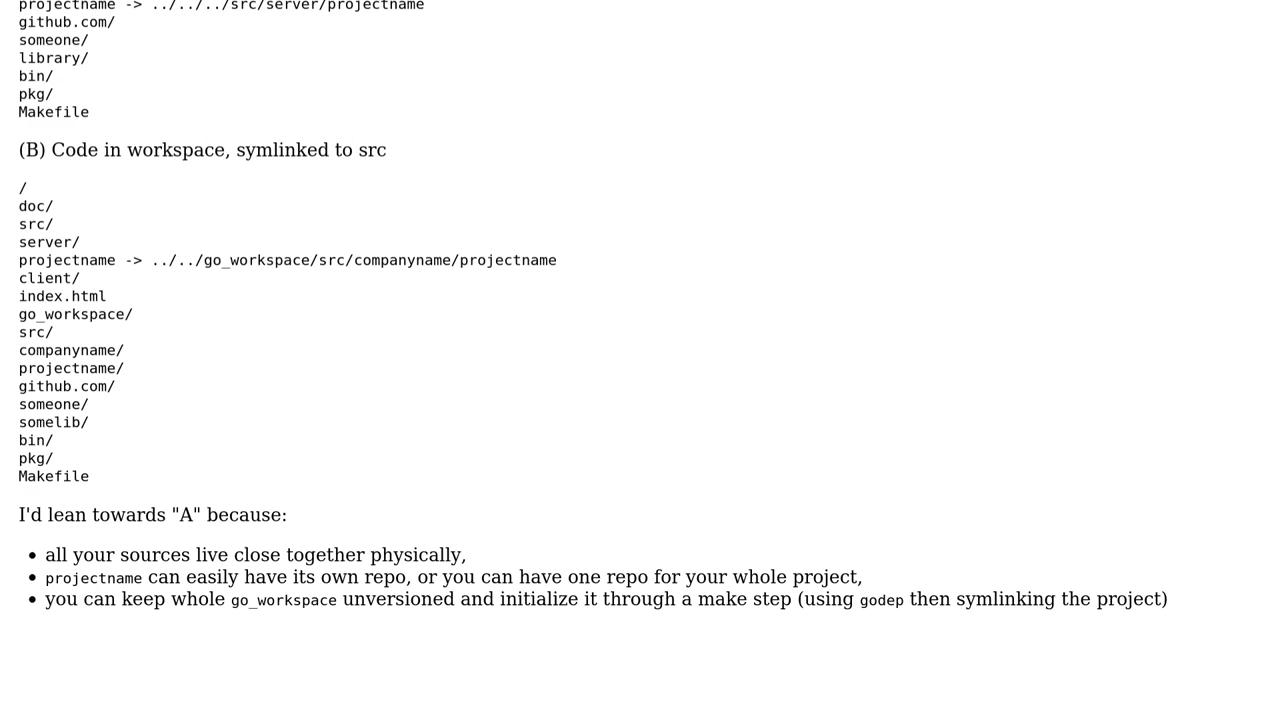 projectname -> ../../../src/server/projectname
github.com/
someone/
library/
bin/
pkg/
Makefile
(B) Code in workspace, symlinked to src
/
doc/
src/
server/
projectname -> ../../go_workspace/src/companyname/projectname
client/
index.html
go_workspace/
src/
companyname/
projectname/
github.com/
someone/
somelib/
bin/
pkg/
Makefile
I'd lean towards "A" because:
• all your sources live close together physically,
• projectname can easily have its own repo, or you can have one repo for your whole project,
• you can keep whole go_workspace unversioned and initialize it through a make step (using godep then symlinking the project)